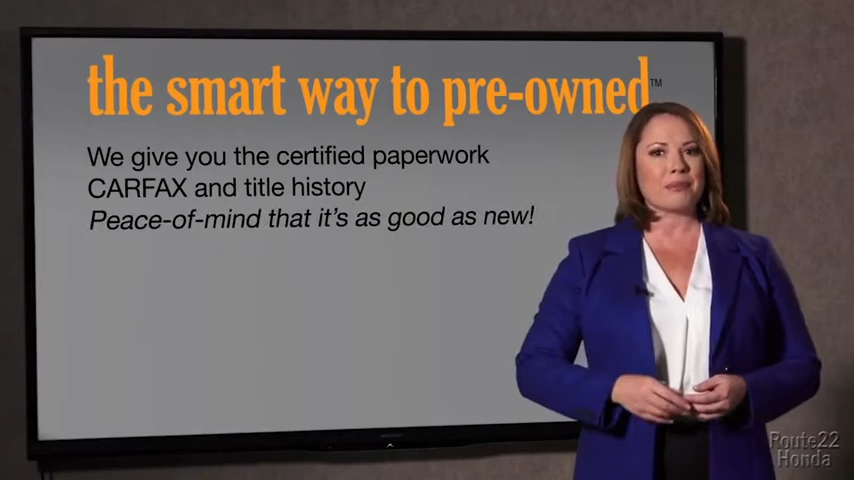 the smart way to pre-owned™
We give you the certified paperwork
CARFAX and title history
Peace-of-mind that it's as good as new!
Route22
Honda